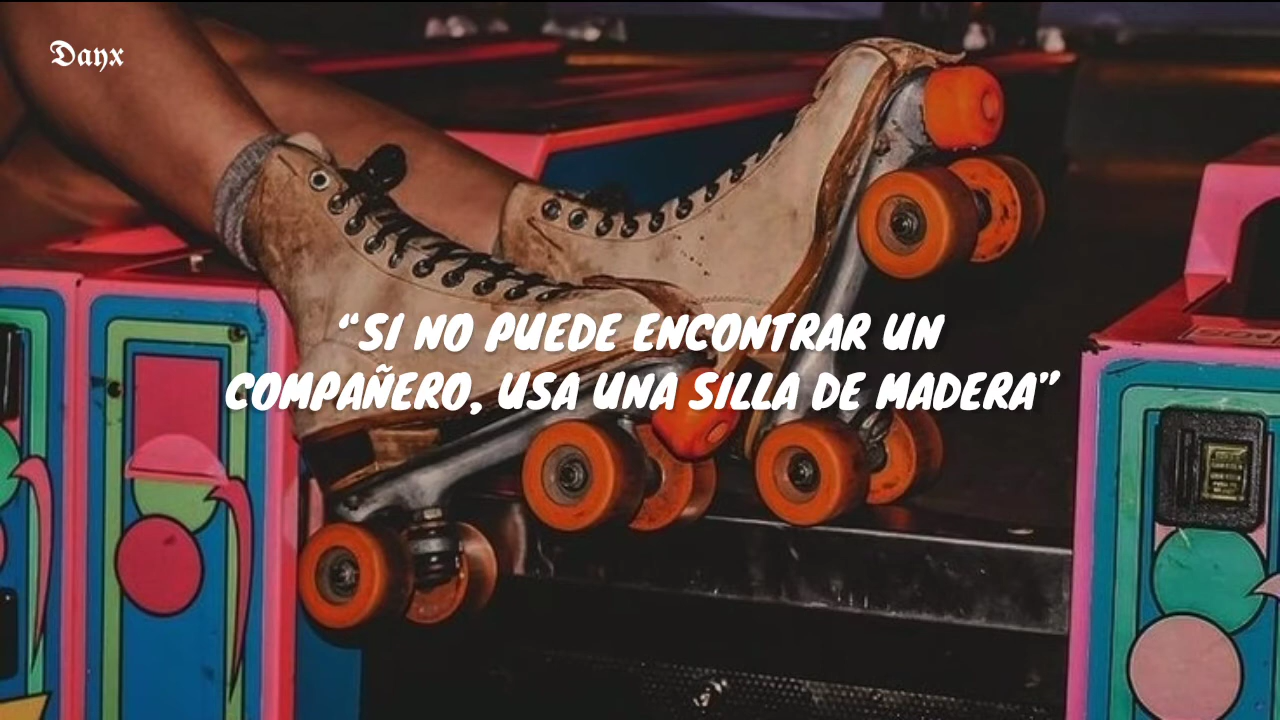 Danx
“SI NO PUEDE ENCONTRAR UN
COMPAÑERO, USA UNA SILLA DE MADERA”